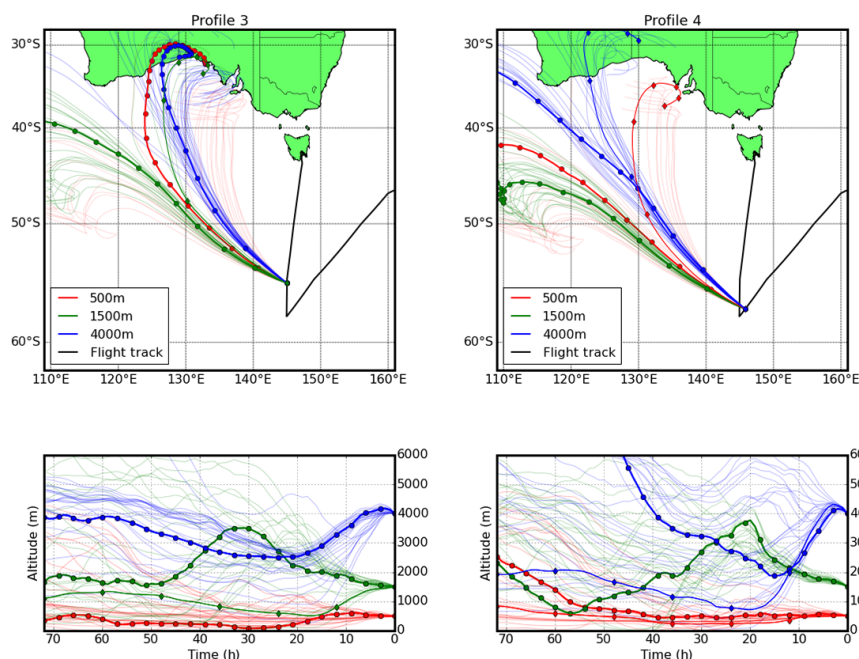 Profile 3
Profile 4
30°S
30°S
40°S
40°S
50°S
50°S
500m
1500m
4000m
Flight track
500m
1500m
4000m
Flight track
60°S
60°S
110°E 120°E 130°E 140°E 150°E 160°E
110°E 120°E 130°E 140°E 150°E 160°E
6000
5000
4000
3000
2000
1000
0
Altitude (m)
70 60 50 40 30 20 10 0
Time (h)
Altitude (m)
70 60 50 40 30 20 10 0
Time (h)